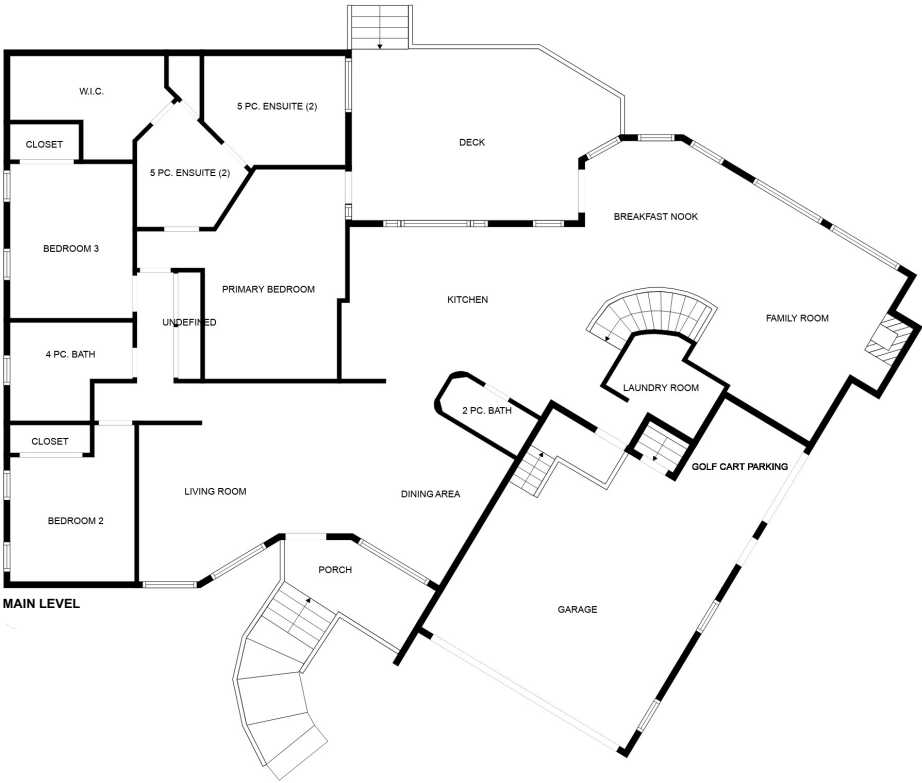 W.I.C.
5 PC. ENSUITE (2)
DECK
CLOSET
5 PC. ENSUITE (2)
BREAKFAST NOOK
BEDROOM 3
PRIMARY BEDROOM
KITCHEN
UNDEFINED
FAMILY ROOM
4 PC. BATH
LAUNDRY ROOM
2 PC. BATH
CLOSET
GOLF CART PARKING
LIVING ROOM
DINING AREA
BEDROOM 2
PORCH
MAIN LEVEL
GARAGE